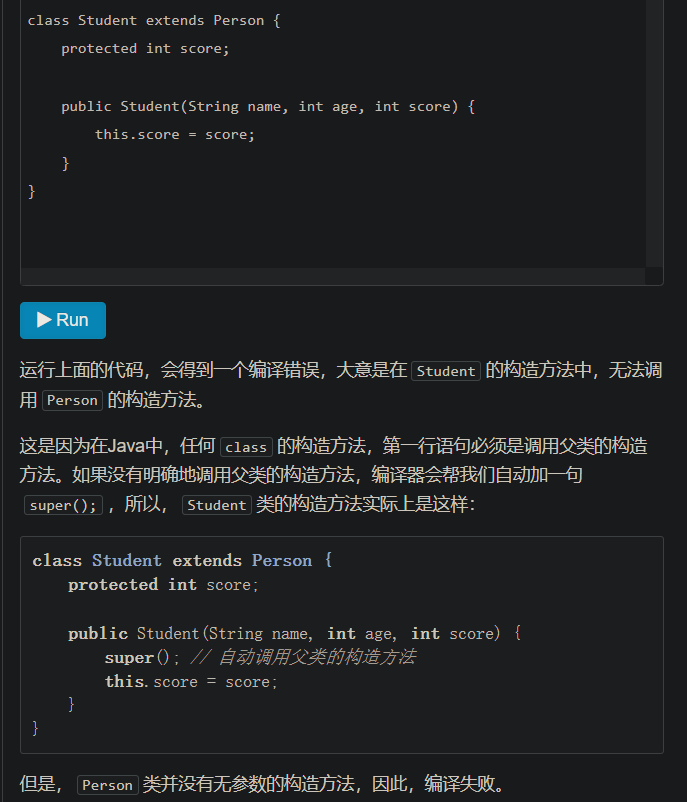 class Student extends Person {
    protected int score;
    public Student(String name, int age, int score) {
        this.score = score;
    }
}
▶ Run
运行上面的代码，会得到一个编译错误，大意是在 Student 的构造方法中，无法调
用 Person 的构造方法。
这是因为在Java中，任何 class 的构造方法，第一行语句必须是调用父类的构造
方法。如果没有明确地调用父类的构造方法，编译器会帮我们自动加一句
super(); ，所以， Student 类的构造方法实际上是这样：
class Student extends Person {
    protected int score;
    public Student(String name, int age, int score) {
        super(); // 自动调用父类的构造方法
        this.score = score;
    }
}
但是， Person 类并没有无参数的构造方法，因此，编译失败。